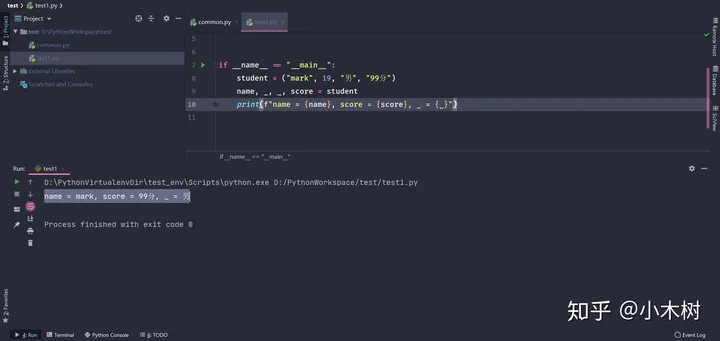 test > test1.py
Project
common.py
test1.py
test D:\PythonWorkspace\test
common.py
test1.py
External Libraries
Scratches and Consoles
1: Project
7: Structure
2: Favorites
Remote Host
Database
SciView
5
6
7 if __name__ == "__main__":
8 student = ("mark", 19, "男", "99分")
9 name, _, _, score = student
10 print(f"name = {name}, score = {score}, _ = {_}")
11
if __name__ == "__main__"
Run: test1
D:\PythonVirtualenvDir\test_env\Scripts\python.exe D:/PythonWorkspace/test/test1.py
name = mark, score = 99分, _ = 男
Process finished with exit code 0
知乎 @小木树
4: Run
Terminal
Python Console
6: TODO
Event Log